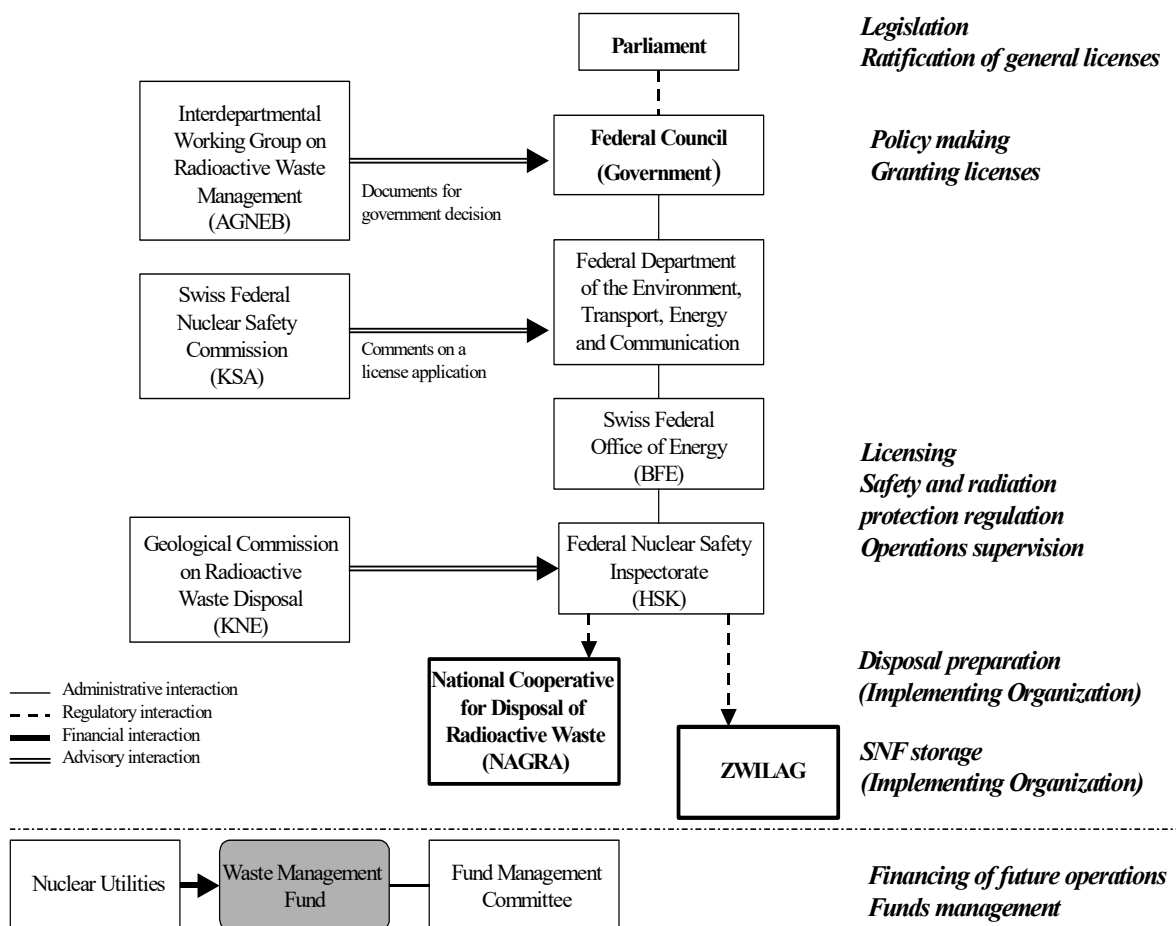 Parliament
Legislation
Ratification of general licenses
Interdepartmental
Working Group on
Radioactive Waste
Management
(AGNEB)
Documents for
government decision
Federal Council
(Government)
Policy making
Granting licenses
Swiss Federal
Nuclear Safety
Commission
(KSA)
Comments on a
license application
Federal Department
of the Environment,
Transport, Energy
and Communication
Swiss Federal
Office of Energy
(BFE)
Licensing
Safety and radiation
protection regulation
Operations supervision
Geological Commission
on Radioactive
Waste Disposal
(KNE)
Federal Nuclear Safety
Inspectorate
(HSK)
Administrative interaction
Regulatory interaction
Financial interaction
Advisory interaction
National Cooperative
for Disposal of
Radioactive Waste
(NAGRA)
Disposal preparation
(Implementing Organization)
ZWILAG
SNF storage
(Implementing Organization)
Nuclear Utilities
Waste Management
Fund
Fund Management
Committee
Financing of future operations
Funds management